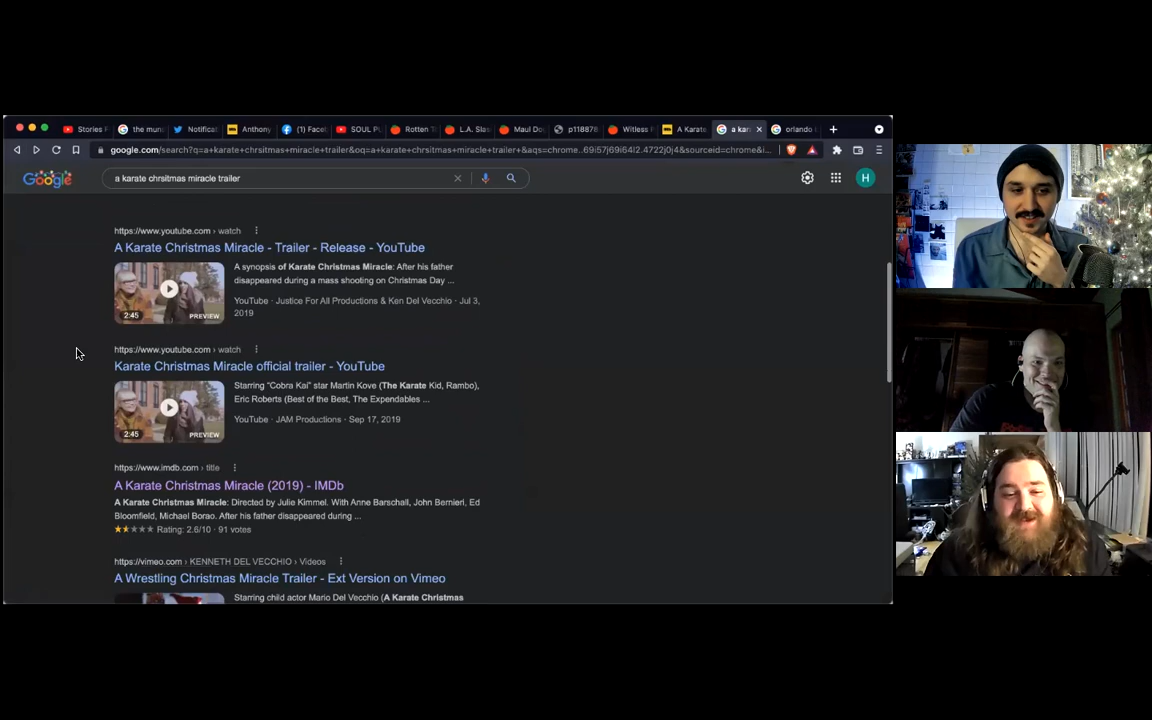 Stories F
the mun
Notificat
Anthony
(1) Face
SOUL PL
Rotten T
L.A. Slas
Maul Do
p118878
Witless P
A Karate
a kara
orlando
google.com/search?q=a+karate+chrsitmas+miracle+trailer&oq=a+karate+chrsitmas+miracle+trailer+&aqs=chrome..69i57j69i64l2.4722j0j4&sourceid=chrome&i...
Google
a karate chrsitmas miracle trailer
H
https://www.youtube.com › watch
A Karate Christmas Miracle - Trailer - Release - YouTube
2:45
PREVIEW
A synopsis of Karate Christmas Miracle: After his father
disappeared during a mass shooting on Christmas Day ...
YouTube · Justice For All Productions & Ken Del Vecchio · Jul 3,
2019
https://www.youtube.com › watch
Karate Christmas Miracle official trailer - YouTube
2:45
PREVIEW
Starring “Cobra Kai” star Martin Kove (The Karate Kid, Rambo),
Eric Roberts (Best of the Best, The Expendables ...
YouTube · JAM Productions · Sep 17, 2019
https://www.imdb.com › title
A Karate Christmas Miracle (2019) - IMDb
A Karate Christmas Miracle: Directed by Julie Kimmel. With Anne Barschall, John Bernieri, Ed
Bloomfield, Michael Borao. After his father disappeared during ...
Rating: 2.6/10 · 91 votes
https://vimeo.com › KENNETH DEL VECCHIO › Videos
A Wrestling Christmas Miracle Trailer - Ext Version on Vimeo
Starring child actor Mario Del Vecchio (A Karate Christmas